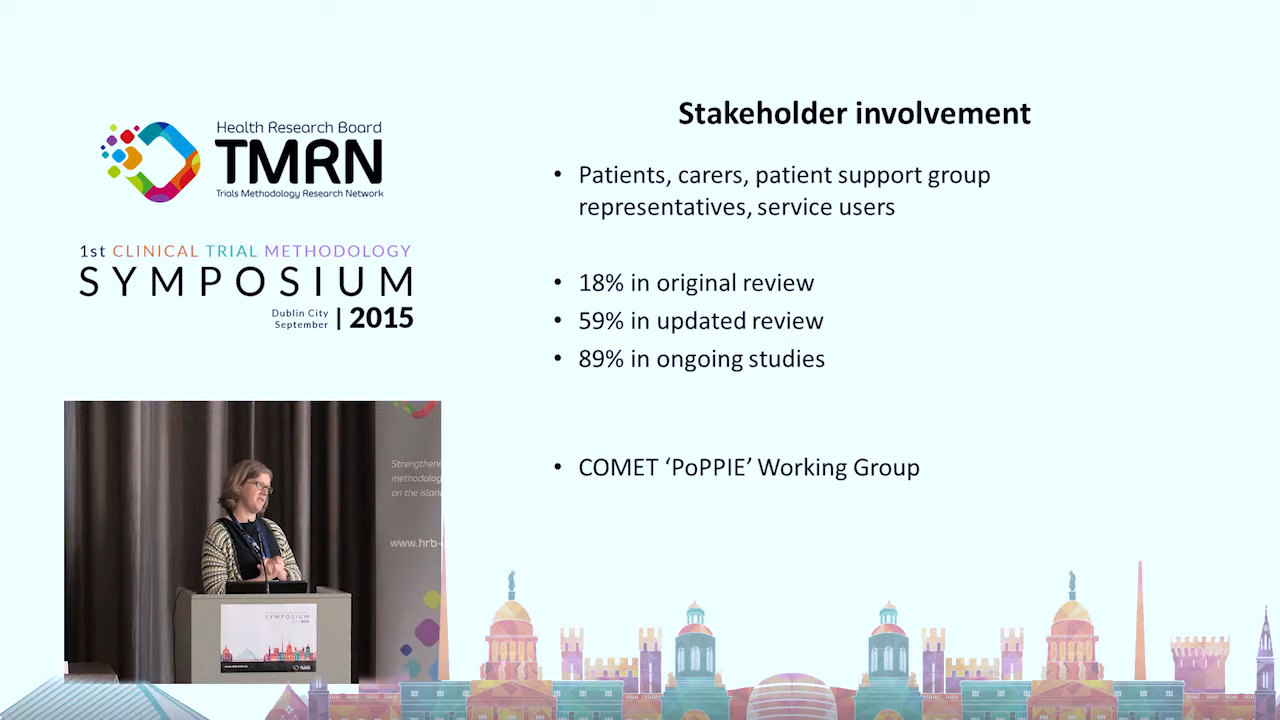 Health Research Board
TMRN
Trials Methodology Research Network
1st CLINICAL TRIAL METHODOLOGY
SYMPOSIUM
Dublin City
September | 2015
Stakeholder involvement
• Patients, carers, patient support group
representatives, service users
• 18% in original review
• 59% in updated review
• 89% in ongoing studies
• COMET ‘PoPPIE’ Working Group
Strengthen
methodolog
on the islan
www.hrb-
SYMPOSIUM
TMRN